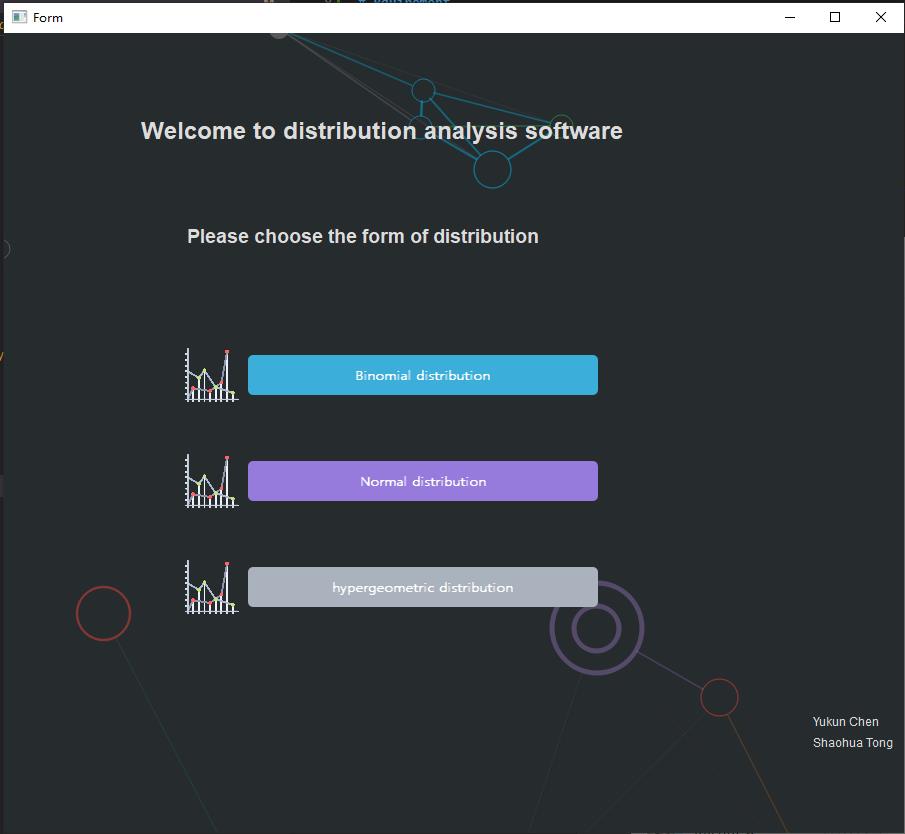 Form
Welcome to distribution analysis software
Please choose the form of distribution
Binomial distribution
Normal distribution
hypergeometric distribution
Yukun Chen
Shaohua Tong